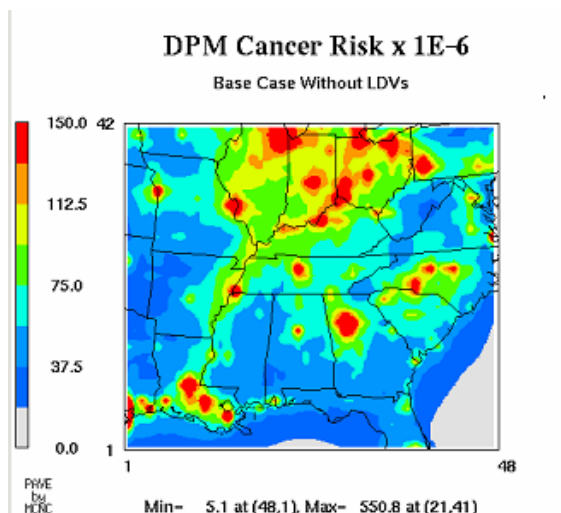 DPM Cancer Risk x 1E-6
Base Case Without LDVs
150.0
112.5
75.0
37.5
0.0
42
1
1
48
PAVE
by
MCNC
Min= 5.1 at (48,1), Max= 550.8 at (21,41)